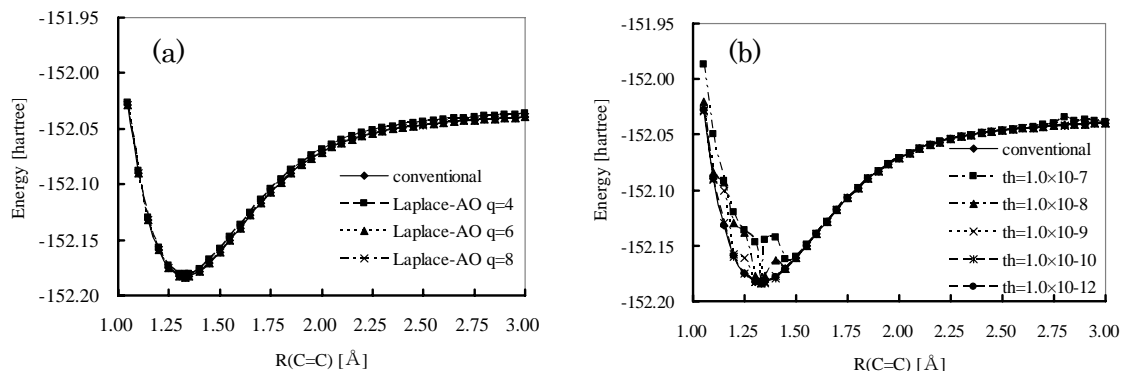 (a)
-151.95
-152.00
-152.05
-152.10
-152.15
-152.20
Energy [hartree]
1.00 1.25 1.50 1.75 2.00 2.25 2.50 2.75 3.00
R(C=C) [Å]
conventional
Laplace-AO q=4
Laplace-AO q=6
Laplace-AO q=8
(b)
-151.95
-152.00
-152.05
-152.10
-152.15
-152.20
Energy [hartree]
1.00 1.25 1.50 1.75 2.00 2.25 2.50 2.75 3.00
R(C=C) [Å]
conventional
th=1.0×10-7
th=1.0×10-8
th=1.0×10-9
th=1.0×10-10
th=1.0×10-12